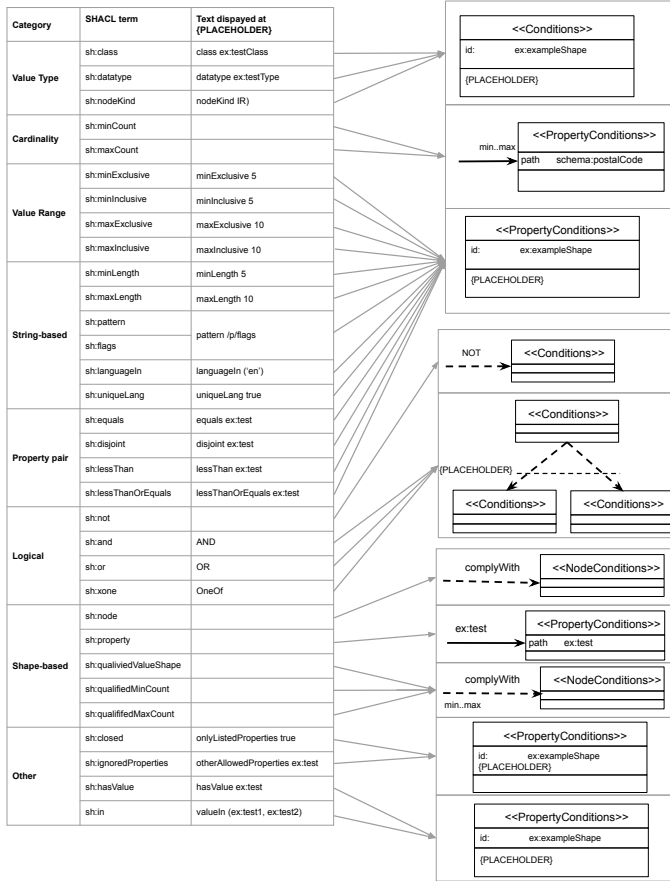 Category SHACL term Text dispayed at
{PLACEHOLDER}
Value Type
sh:class class ex:testClass
sh:datatype datatype ex:testType
sh:nodeKind nodeKind IR)
Cardinality
sh:minCount
sh:maxCount
Value Range
sh:minExclusive minExclusive 5
sh:minInclusive minInclusive 5
sh:maxExclusive maxExclusive 10
sh:maxInclusive maxInclusive 10
String-based
sh:minLength minLength 5
sh:maxLength maxLength 10
sh:pattern
pattern /p/flags
sh:flags
sh:languageIn languageIn ('en')
sh:uniqueLang uniqueLang true
Property pair
sh:equals equals ex:test
sh:disjoint disjoint ex:test
sh:lessThan lessThan ex:test
sh:lessThanOrEquals lessThanOrEquals ex:test
Logical
sh:not
sh:and AND
sh:or OR
sh:xone OneOf
Shape-based
sh:node
sh:property
sh:qualiviedValueShape
sh:qualifiedMinCount
sh:qualififedMaxCount
Other
sh:closed onlyListedProperties true
sh:ignoredProperties otherAllowedProperties ex:test
sh:hasValue hasValue ex:test
sh:in valueIn (ex:test1, ex:test2)
<<Conditions>>
id: ex:exampleShape
{PLACEHOLDER}
<<PropertyConditions>>
min..max
path schema:postalCode
<<PropertyConditions>>
id: ex:exampleShape
{PLACEHOLDER}
NOT <<Conditions>>
<<Conditions>>
{PLACEHOLDER}
<<Conditions>> <<Conditions>>
complyWith <<NodeConditions>>
ex:test <<PropertyConditions>>
path ex:test
complyWith <<NodeConditions>>
min..max
<<PropertyConditions>>
id: ex:exampleShape
{PLACEHOLDER}
<<PropertyConditions>>
id: ex:exampleShape
{PLACEHOLDER}